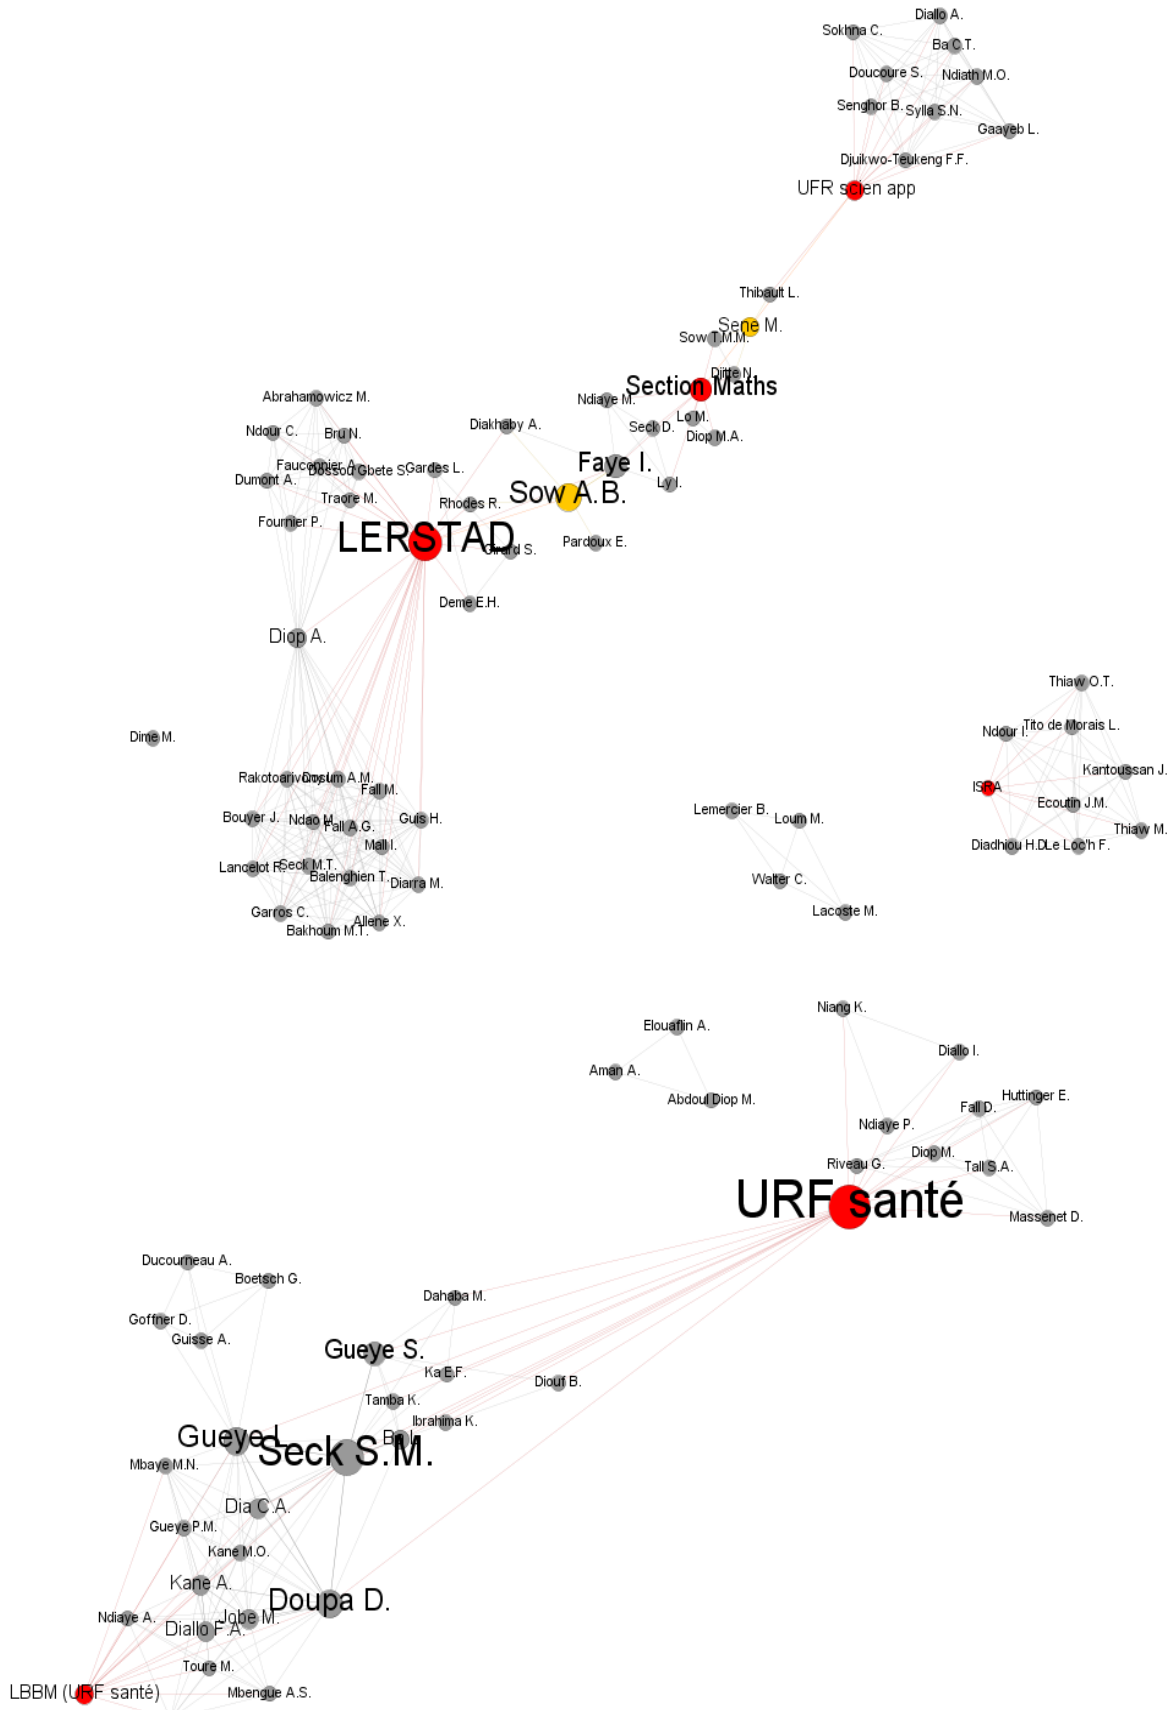 Diallo A.
Sokhna C.
Ba C.T.
Doucoure S.
Ndiath M.O.
Senghor B.
Sylla S.N.
Gaayeb L.
Djuikwo-Teukeng F.F.
UFR scien app
Thibault L.
Sene M.
Sow T.M.M.
Djitte N.
Section Maths
Abrahamowicz M.
Ndiaye M.
Lo M.
Diakhaby A.
Seck D.
Diop M.A.
Ndour C.
Bru N.
Faye I.
Fauconnier A.
Dossou Gbete S.
Gardes L.
Dumont A.
Ly I.
Sow A.B.
Traore M.
Rhodes R.
Fournier P.
LERSTAD
Girard S.
Pardoux E.
Deme E.H.
Diop A.
Thiaw O.T.
Ndour I.
Tito de Morais L.
Dime M.
Kantoussan J.
Fall M.
ISRA
Ecoutin J.M.
Lemercier B.
Loum M.
Bouyer J.
Ndao M.
Fall A.G.
Guis H.
Thiaw M.
Mall I.
Diadhiou H.D.
Le Loc'h F.
Lancelot R.
Seck M.T.
Balenghien T.
Diarra M.
Walter C.
Garros C.
Allene X.
Lacoste M.
Bakhoum M.T.
Niang K.
Elouaflin A.
Diallo I.
Aman A.
Abdoul Diop M.
Huttinger E.
Fall D.
Ndiaye P.
Diop M.
Riveau G.
Tall S.A.
URF santé
Massenet D.
Ducourneau A.
Boetsch G.
Dahaba M.
Goffner D.
Guisse A.
Gueye S.
Ka E.F.
Diouf B.
Tamba K.
Ibrahima K.
Gueye L.
Seck S.M.
Mbaye M.N.
Dia C.A.
Gueye P.M.
Kane M.O.
Kane A.
Doupa D.
Ndiaye A.
Jobe M.
Diallo F.A.
Toure M.
LBBM (URF santé)
Mbengue A.S.